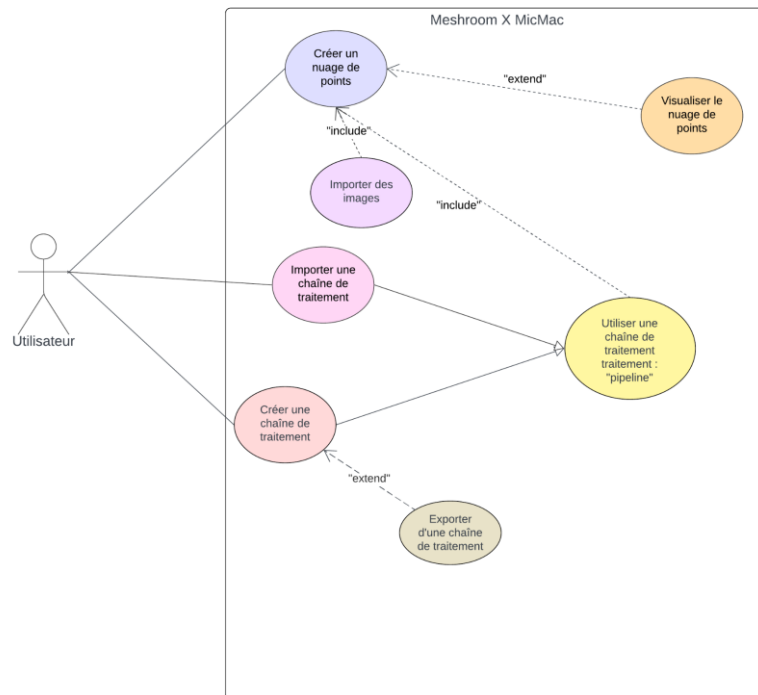 Meshroom X MicMac
Créer un
nuage de
points
"extend"
Visualiser le
nuage de
points
"include"
Importer des
images
"include"
Importer une
chaîne de
traitement
Utilisateur
Utiliser une
chaîne de
traitement
traitement :
"pipeline"
Créer une
chaîne de
traitement
"extend"
Exporter
d'une chaîne
de traitement